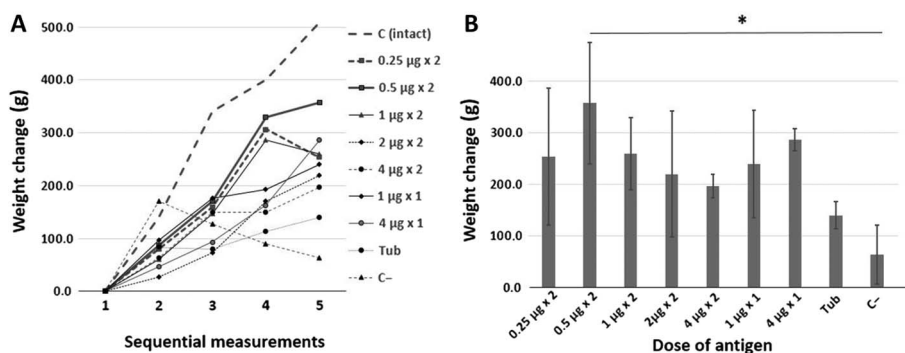 A
Weight change (g)
500.0
400.0
300.0
200.0
100.0
0.0
1 2 3 4 5
Sequential measurements
C (intact)
0.25 µg x 2
0.5 µg x 2
1 µg x 2
2 µg x 2
4 µg x 2
1 µg x 1
4 µg x 1
Tub
C–
B
*
Weight change (g)
400.0
300.0
200.0
100.0
0.0
0.25 µg x 2
0.5 µg x 2
1 µg x 2
2µg x 2
4 µg x 2
1 µg x 1
4 µg x 1
Tub
C–
Dose of antigen